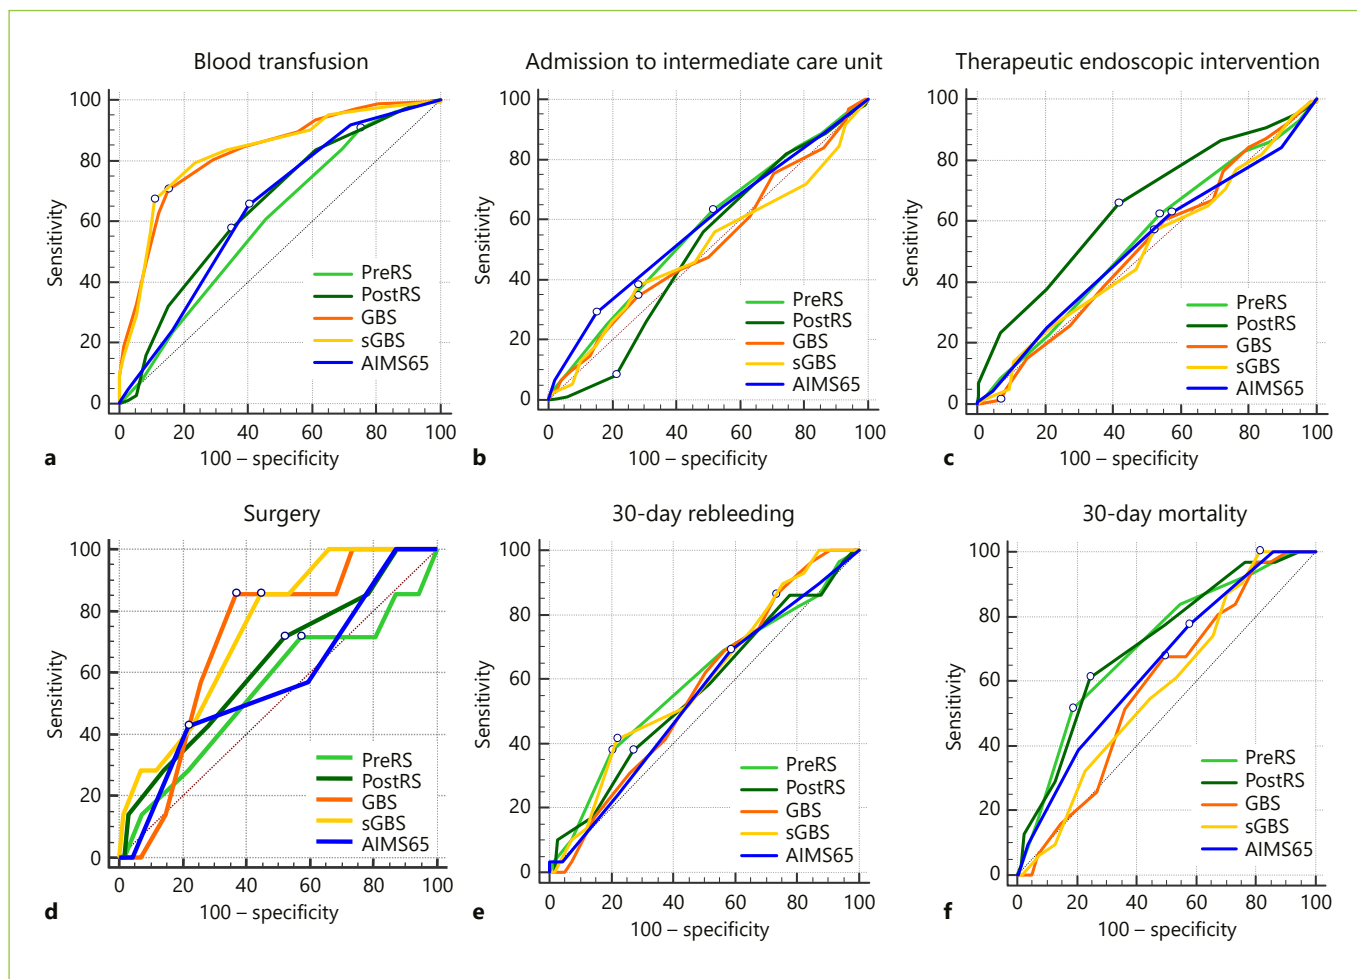 Blood transfusion
100
80
60
40
20
0
Sensitivity
PreRS
PostRS
GBS
sGBS
AIMS65
0 20 40 60 80 100
100 – specificity
a
Admission to intermediate care unit
100
80
60
40
20
0
Sensitivity
PreRS
PostRS
GBS
sGBS
AIMS65
0 20 40 60 80 100
100 – specificity
b
Therapeutic endoscopic intervention
100
80
60
40
20
0
Sensitivity
PreRS
PostRS
GBS
sGBS
AIMS65
0 20 40 60 80 100
100 – specificity
c
Surgery
100
80
60
40
20
0
Sensitivity
PreRS
PostRS
GBS
sGBS
AIMS65
0 20 40 60 80 100
100 – specificity
d
30-day rebleeding
100
80
60
40
20
0
Sensitivity
PreRS
PostRS
GBS
sGBS
AIMS65
0 20 40 60 80 100
100 – specificity
e
30-day mortality
100
80
60
40
20
0
Sensitivity
PreRS
PostRS
GBS
sGBS
AIMS65
0 20 40 60 80 100
100 – specificity
f